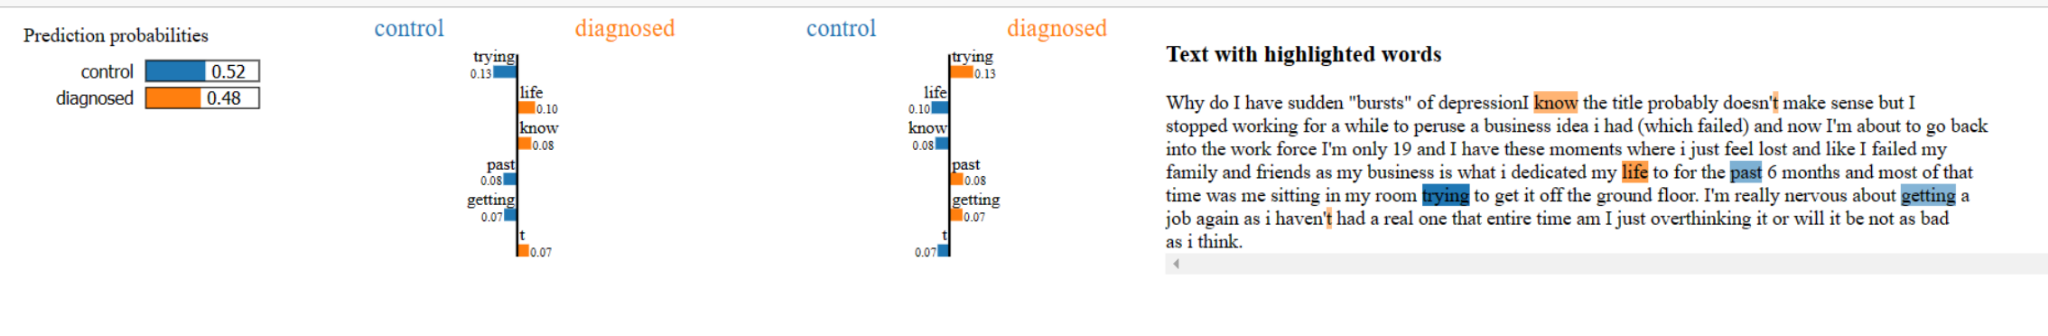 Prediction probabilities
control 0.52
diagnosed 0.48
control diagnosed
trying
0.13
life
0.10
know
0.08
past
0.08
getting
0.07
t
0.07
control diagnosed
trying
0.13
life
0.10
know
0.08
past
0.08
getting
0.07
t
0.07
Text with highlighted words
Why do I have sudden "bursts" of depressionI know the title probably doesn't make sense but I
stopped working for a while to peruse a business idea i had (which failed) and now I'm about to go back
into the work force I'm only 19 and I have these moments where i just feel lost and like I failed my
family and friends as my business is what i dedicated my life to for the past 6 months and most of that
time was me sitting in my room trying to get it off the ground floor. I'm really nervous about getting a
job again as i haven't had a real one that entire time am I just overthinking it or will it be not as bad
as i think.